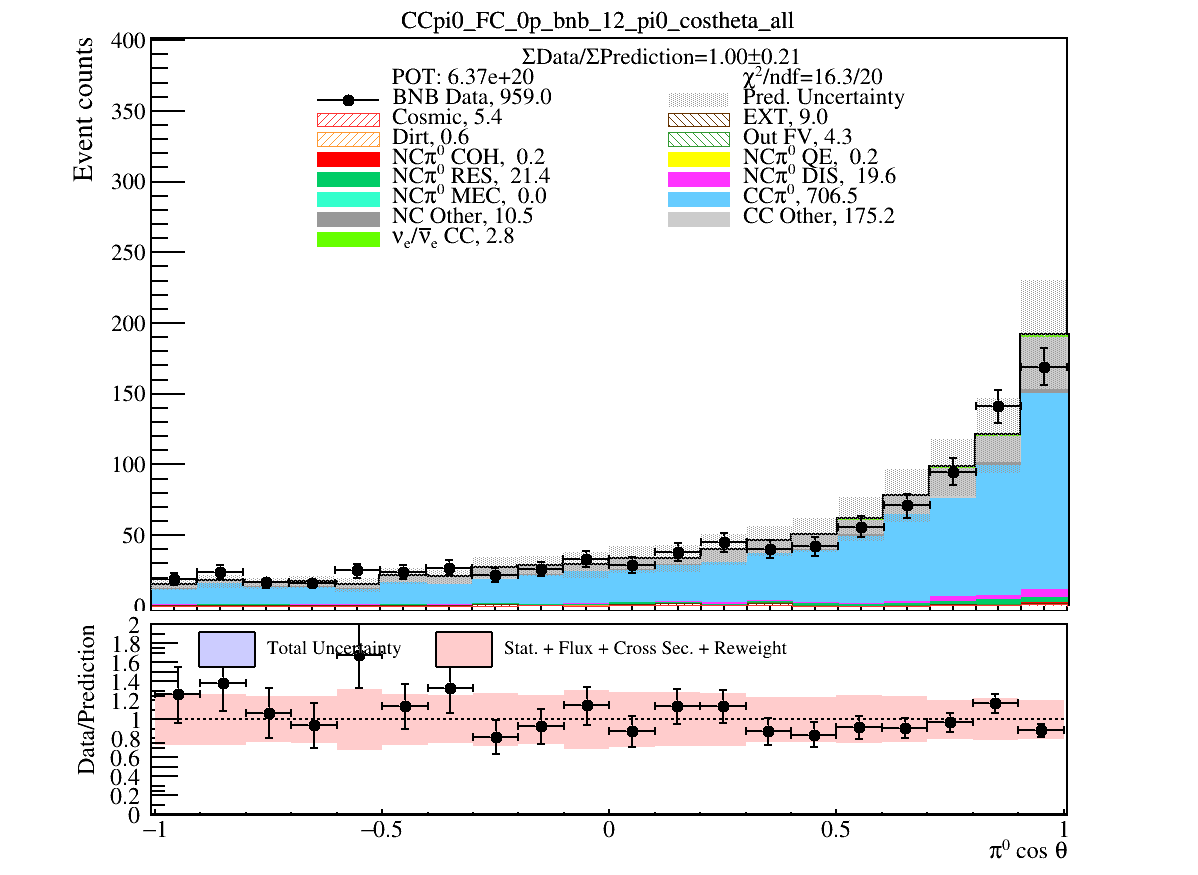 CCpi0_FC_0p_bnb_12_pi0_costheta_all
ΣData/ΣPrediction=1.00±0.21
POT: 6.37e+20
χ²/ndf=16.3/20
BNB Data, 959.0
Pred. Uncertainty
Cosmic, 5.4
EXT, 9.0
Dirt, 0.6
Out FV, 4.3
NCπ⁰ COH, 0.2
NCπ⁰ QE, 0.2
NCπ⁰ RES, 21.4
NCπ⁰ DIS, 19.6
NCπ⁰ MEC, 0.0
CCπ⁰, 706.5
NC Other, 10.5
CC Other, 175.2
νₑ/ν̅ₑ CC, 2.8
Event counts
400
350
300
250
200
150
100
50
0
Data/Prediction
Total Uncertainty
Stat. + Flux + Cross Sec. + Reweight
2
1.8
1.6
1.4
1.2
1
0.8
0.6
0.4
0.2
0
−1 −0.5 0 0.5 1
π⁰ cos θ